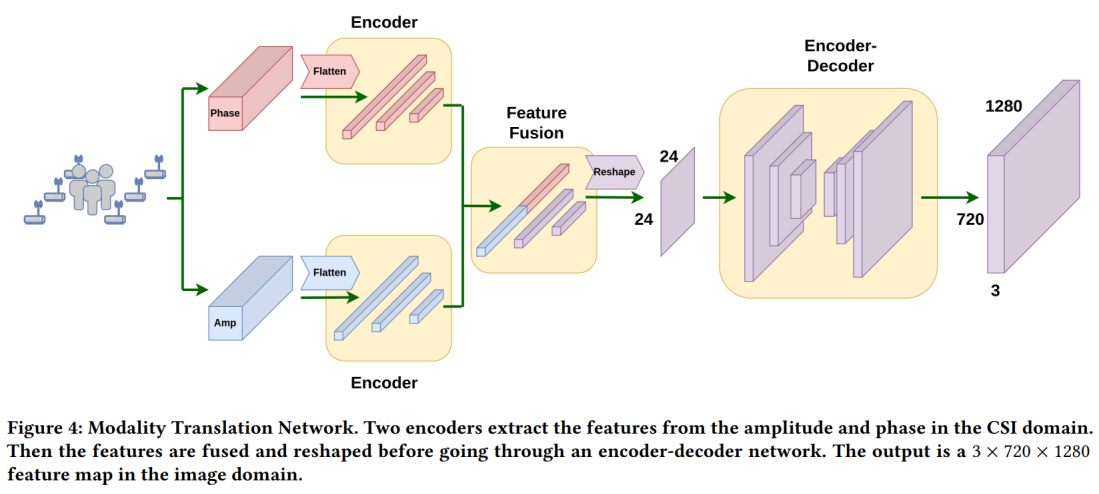 Encoder
Flatten
Phase
Feature
Fusion
Encoder-
Decoder
1280
24
Reshape
24
720
3
Flatten
Amp
Encoder
Figure 4: Modality Translation Network. Two encoders extract the features from the amplitude and phase in the CSI domain.
Then the features are fused and reshaped before going through an encoder-decoder network. The output is a 3 × 720 × 1280
feature map in the image domain.